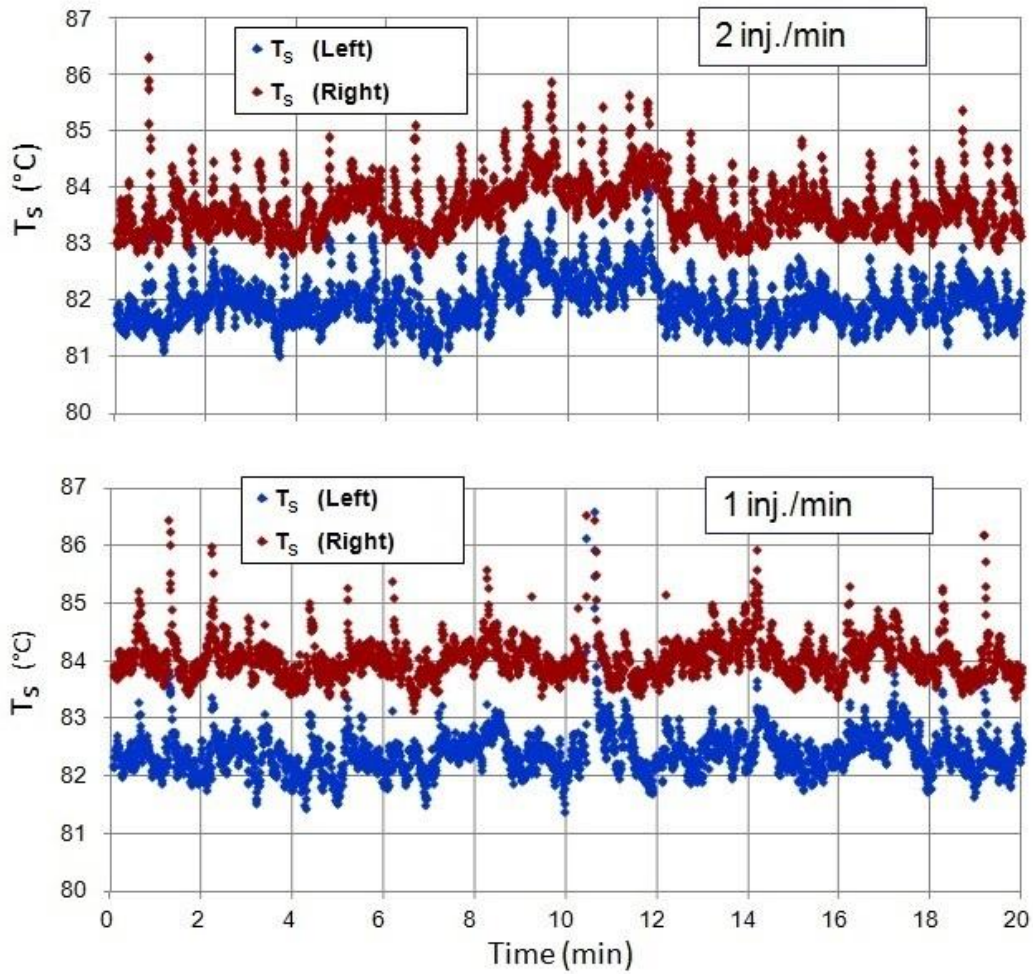 87
86
85
84
83
82
81
80
T_S (°C)
T_S (Left)
T_S (Right)
2 inj./min
87
86
85
84
83
82
81
80
T_S (°C)
T_S (Left)
T_S (Right)
1 inj./min
0 2 4 6 8 10 12 14 16 18 20
Time (min)